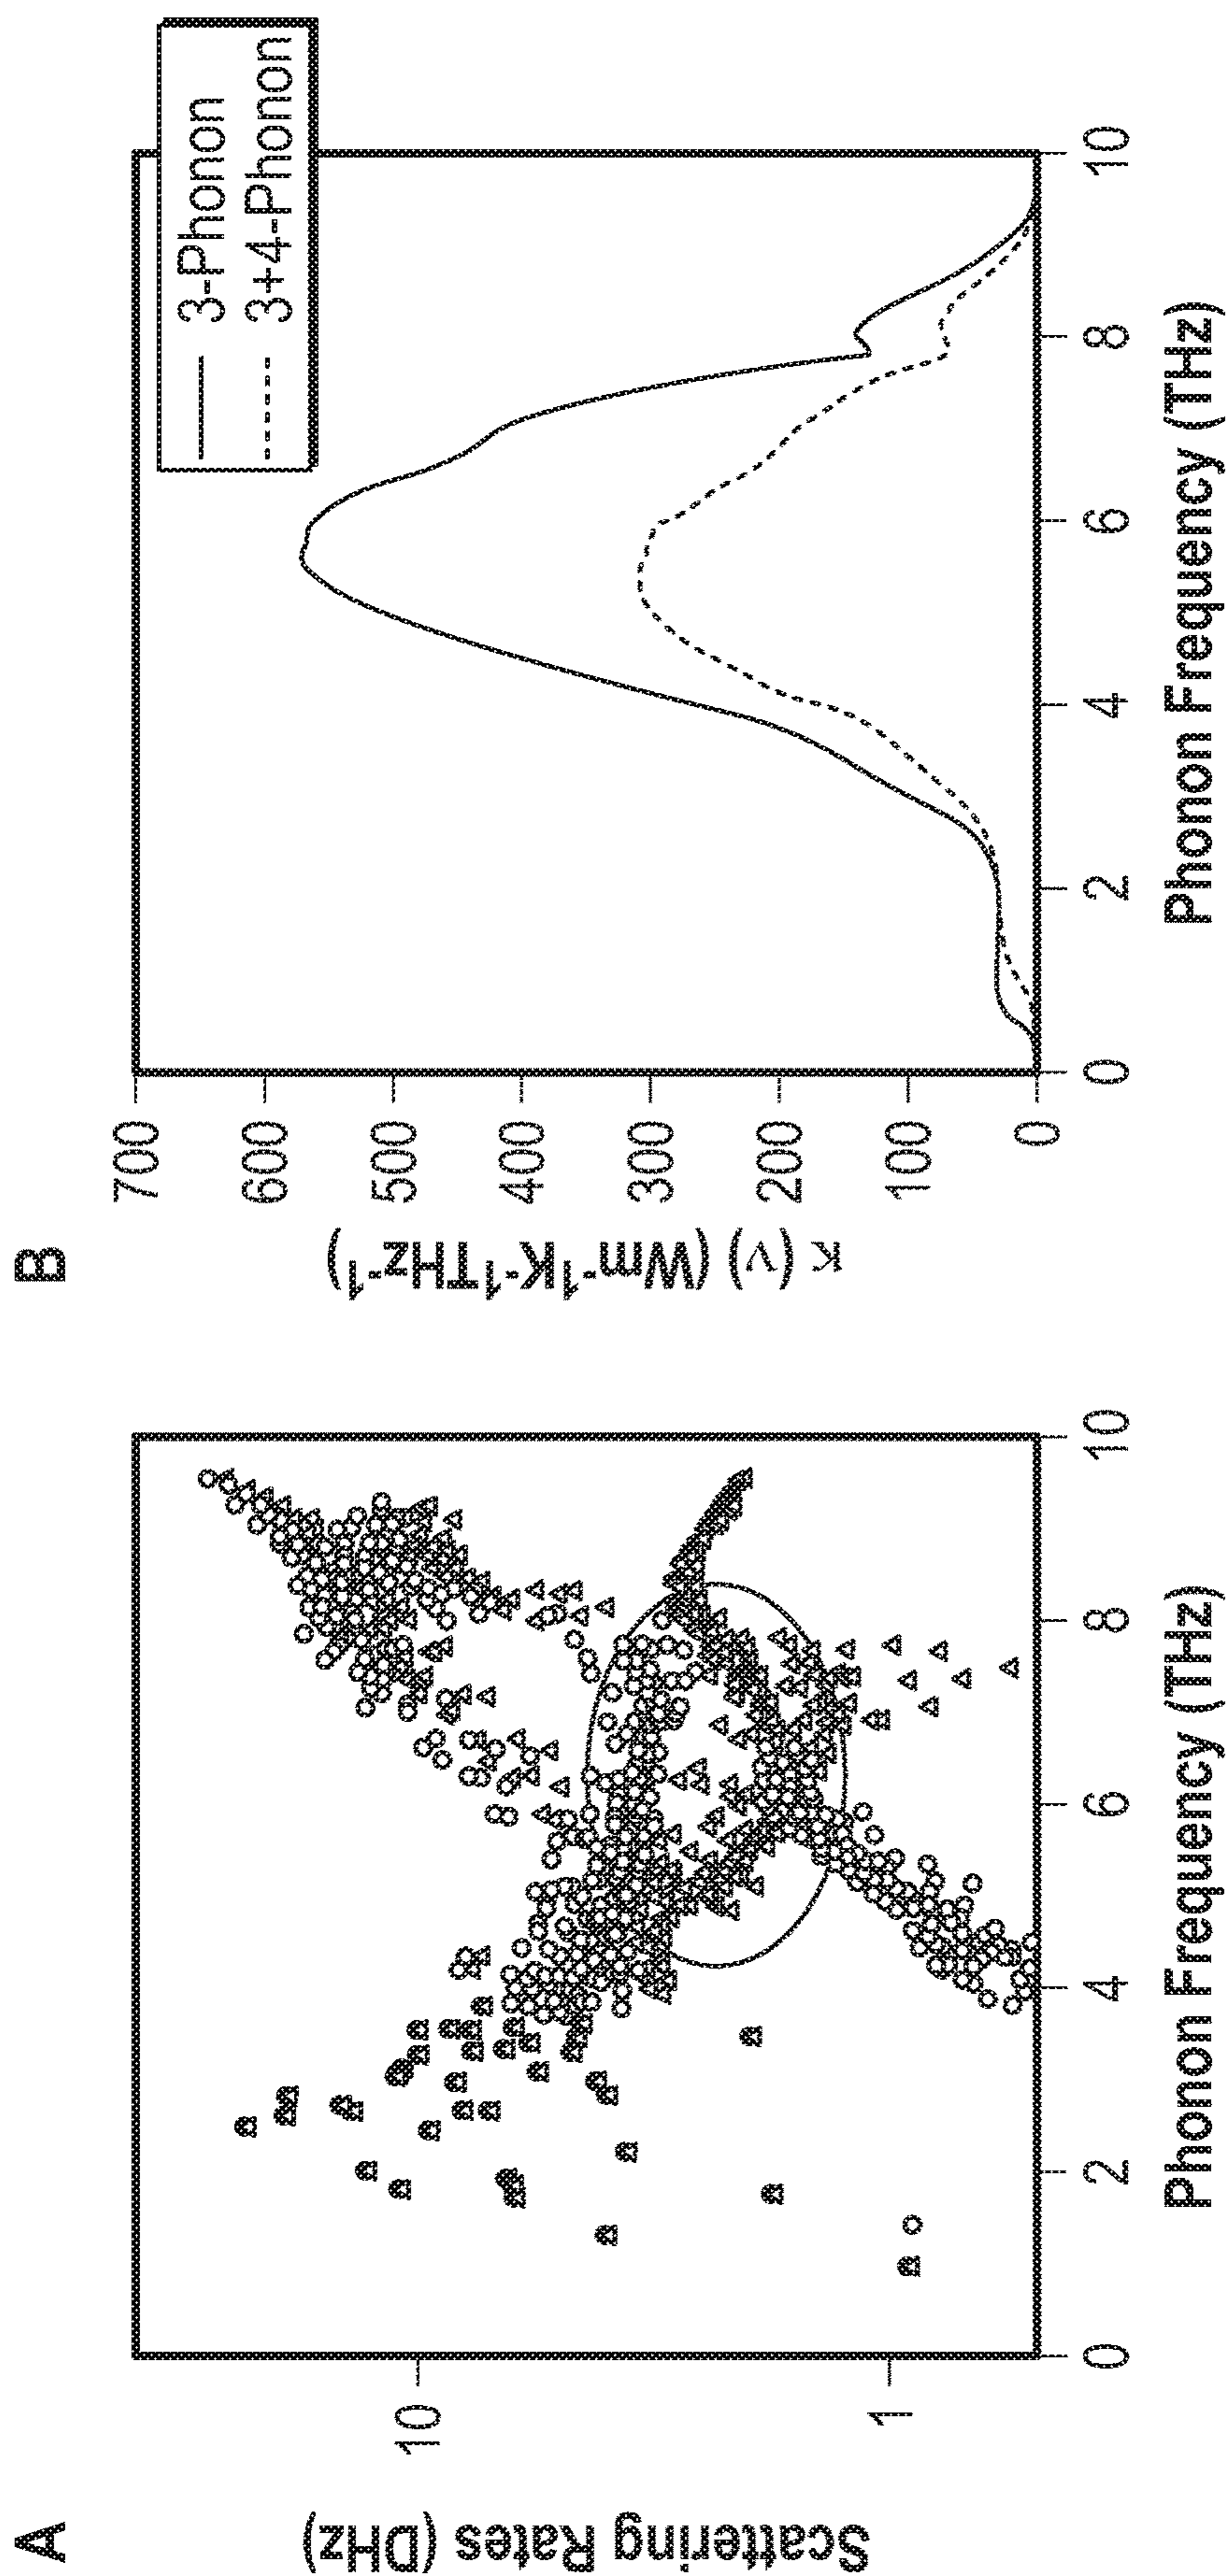 A
Scattering Rates (DHz)
10
1
0 2 4 6 8 10
Phonon Frequency (THz)
B
κ (ν) (Wm-1K-1THz-1)
700
600
500
400
300
200
100
0
0 2 4 6 8 10
Phonon Frequency (THz)
3-Phonon
3+4-Phonon